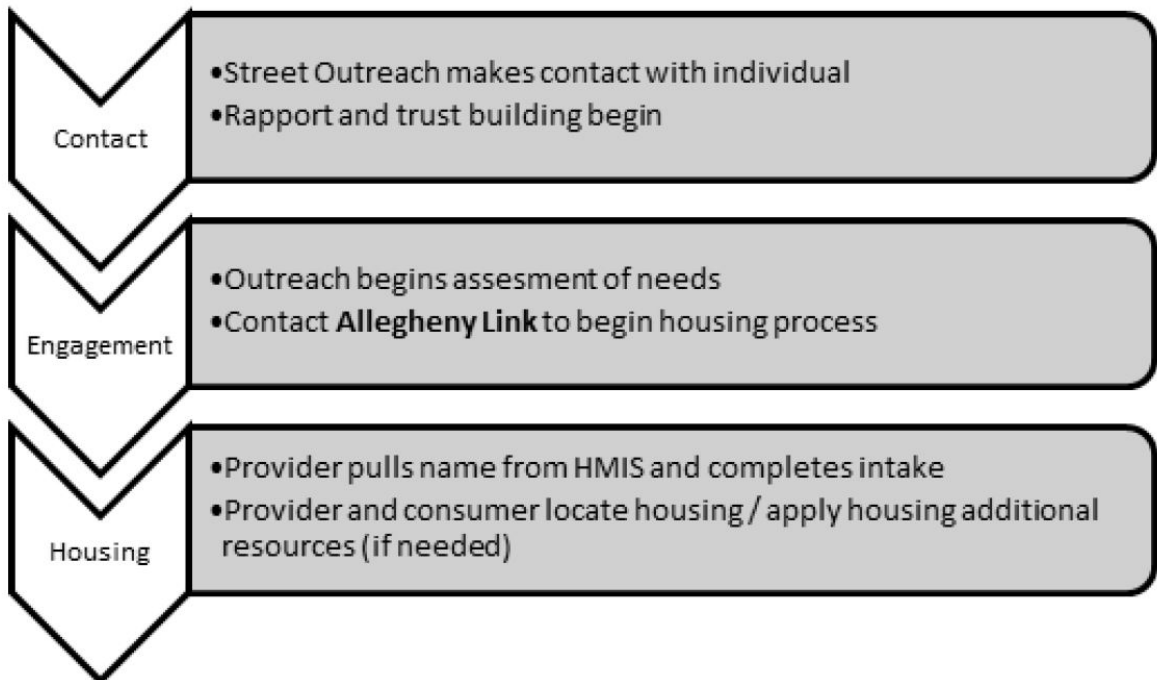 Contact
•Street Outreach makes contact with individual
•Rapport and trust building begin
Engagement
•Outreach begins assesment of needs
•Contact Allegheny Link to begin housing process
Housing
•Provider pulls name from HMIS and completes intake
•Provider and consumer locate housing / apply housing additional
resources (if needed)